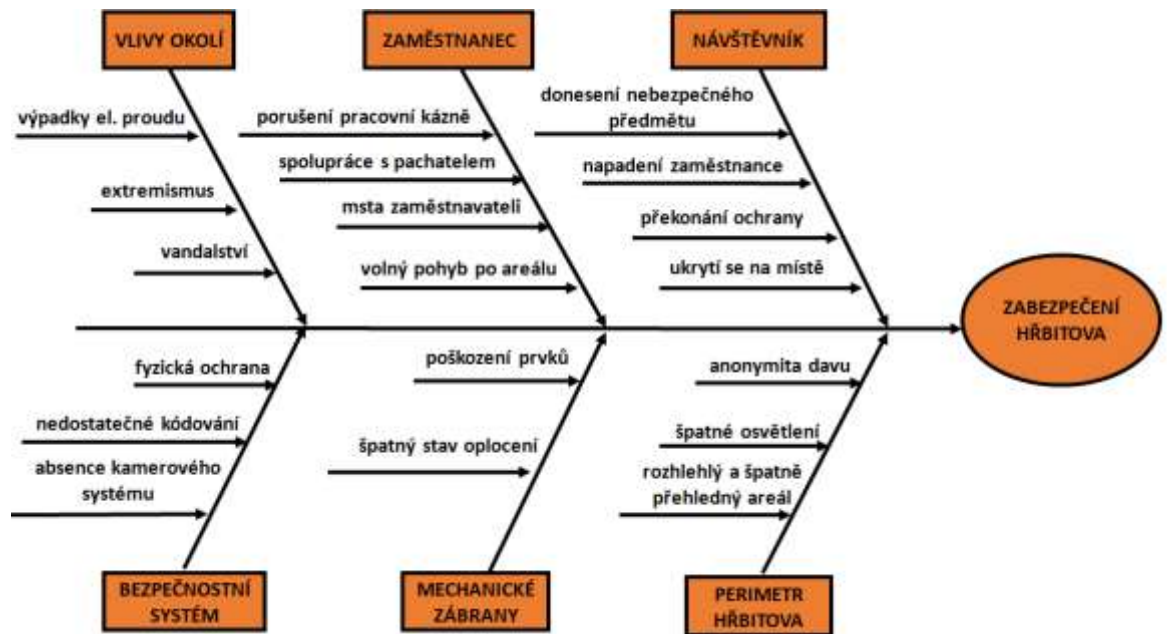 VLIVY OKOLÍ
ZAMĚSTNANEC
NÁVŠTĚVNÍK
výpadky el. proudu
extremismus
vandalství
porušení pracovní kázně
spolupráce s pachatelem
msta zaměstnavateli
volný pohyb po areálu
donesení nebezpečného
předmětu
napadení zaměstnance
překonání ochrany
ukrytí se na místě
ZABEZPEČENÍ
HŘBITOVA
fyzická ochrana
nedostatečné kódování
absence kamerového
systému
poškození prvků
špatný stav oplocení
anonymita davu
špatné osvětlení
rozhlehlý a špatně
přehledný areál
BEZPEČNOSTNÍ
SYSTÉM
MECHANICKÉ
ZÁBRANY
PERIMETR
HŘBITOVA